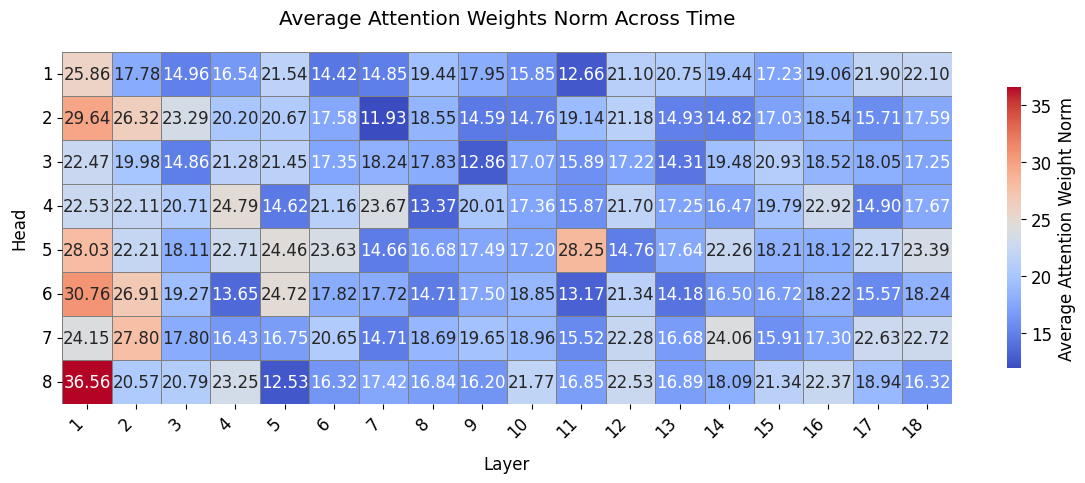 Average Attention Weights Norm Across Time
1 25.86 17.78 14.96 16.54 21.54 14.42 14.85 19.44 17.95 15.85 12.66 21.10 20.75 19.44 17.23 19.06 21.90 22.10
2 29.64 26.32 23.29 20.20 20.67 17.58 11.93 18.55 14.59 14.76 19.14 21.18 14.93 14.82 17.03 18.54 15.71 17.59
3 22.47 19.98 14.86 21.28 21.45 17.35 18.24 17.83 12.86 17.07 15.89 17.22 14.31 19.48 20.93 18.52 18.05 17.25
4 22.53 22.11 20.71 24.79 14.62 21.16 23.67 13.37 20.01 17.36 15.87 21.70 17.25 16.47 19.79 22.92 14.90 17.67
5 28.03 22.21 18.11 22.71 24.46 23.63 14.66 16.68 17.49 17.20 28.25 14.76 17.64 22.26 18.21 18.12 22.17 23.39
6 30.76 26.91 19.27 13.65 24.72 17.82 17.72 14.71 17.50 18.85 13.17 21.34 14.18 16.50 16.72 18.22 15.57 18.24
7 24.15 27.80 17.80 16.43 16.75 20.65 14.71 18.69 19.65 18.96 15.52 22.28 16.68 24.06 15.91 17.30 22.63 22.72
8 36.56 20.57 20.79 23.25 12.53 16.32 17.42 16.84 16.20 21.77 16.85 22.53 16.89 18.09 21.34 22.37 18.94 16.32
Head
1 2 3 4 5 6 7 8 9 10 11 12 13 14 15 16 17 18
Layer
35
30
25
20
15
Average Attention Weight Norm